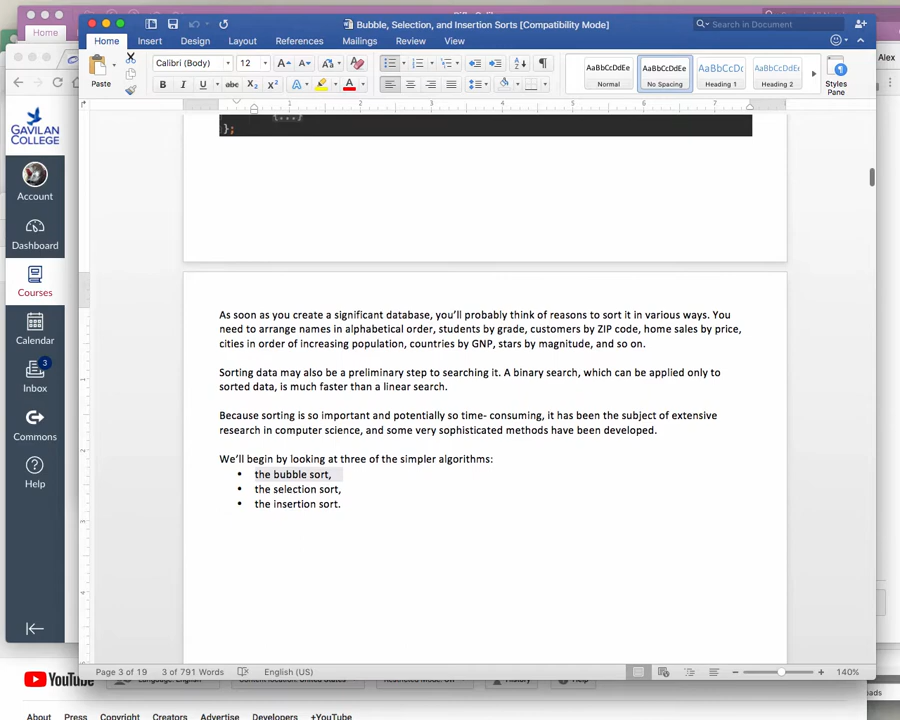 Bubble, Selection, and Insertion Sorts [Compatibility Mode]
Search in Document
Home
Home Insert Design Layout References Mailings Review View
Alex
Paste
Calibri (Body) 12
AaBbCcDdEe AaBbCcDdEe AaBbCcDc AaBbCcDdEe
Normal No Spacing Heading 1 Heading 2
Styles Pane
GAVILAN
COLLEGE
Account
Dashboard
Courses
Calendar
3
Inbox
Commons
Help
[...]
};
As soon as you create a significant database, you'll probably think of reasons to sort it in various ways. You
need to arrange names in alphabetical order, students by grade, customers by ZIP code, home sales by price,
cities in order of increasing population, countries by GNP, stars by magnitude, and so on.
Sorting data may also be a preliminary step to searching it. A binary search, which can be applied only to
sorted data, is much faster than a linear search.
Because sorting is so important and potentially so time- consuming, it has been the subject of extensive
research in computer science, and some very sophisticated methods have been developed.
We'll begin by looking at three of the simpler algorithms:
• the bubble sort,
• the selection sort,
• the insertion sort.
Page 3 of 19 3 of 791 Words English (US) 140%
YouTube
About Press Copyright Creators Advertise Developers +YouTube